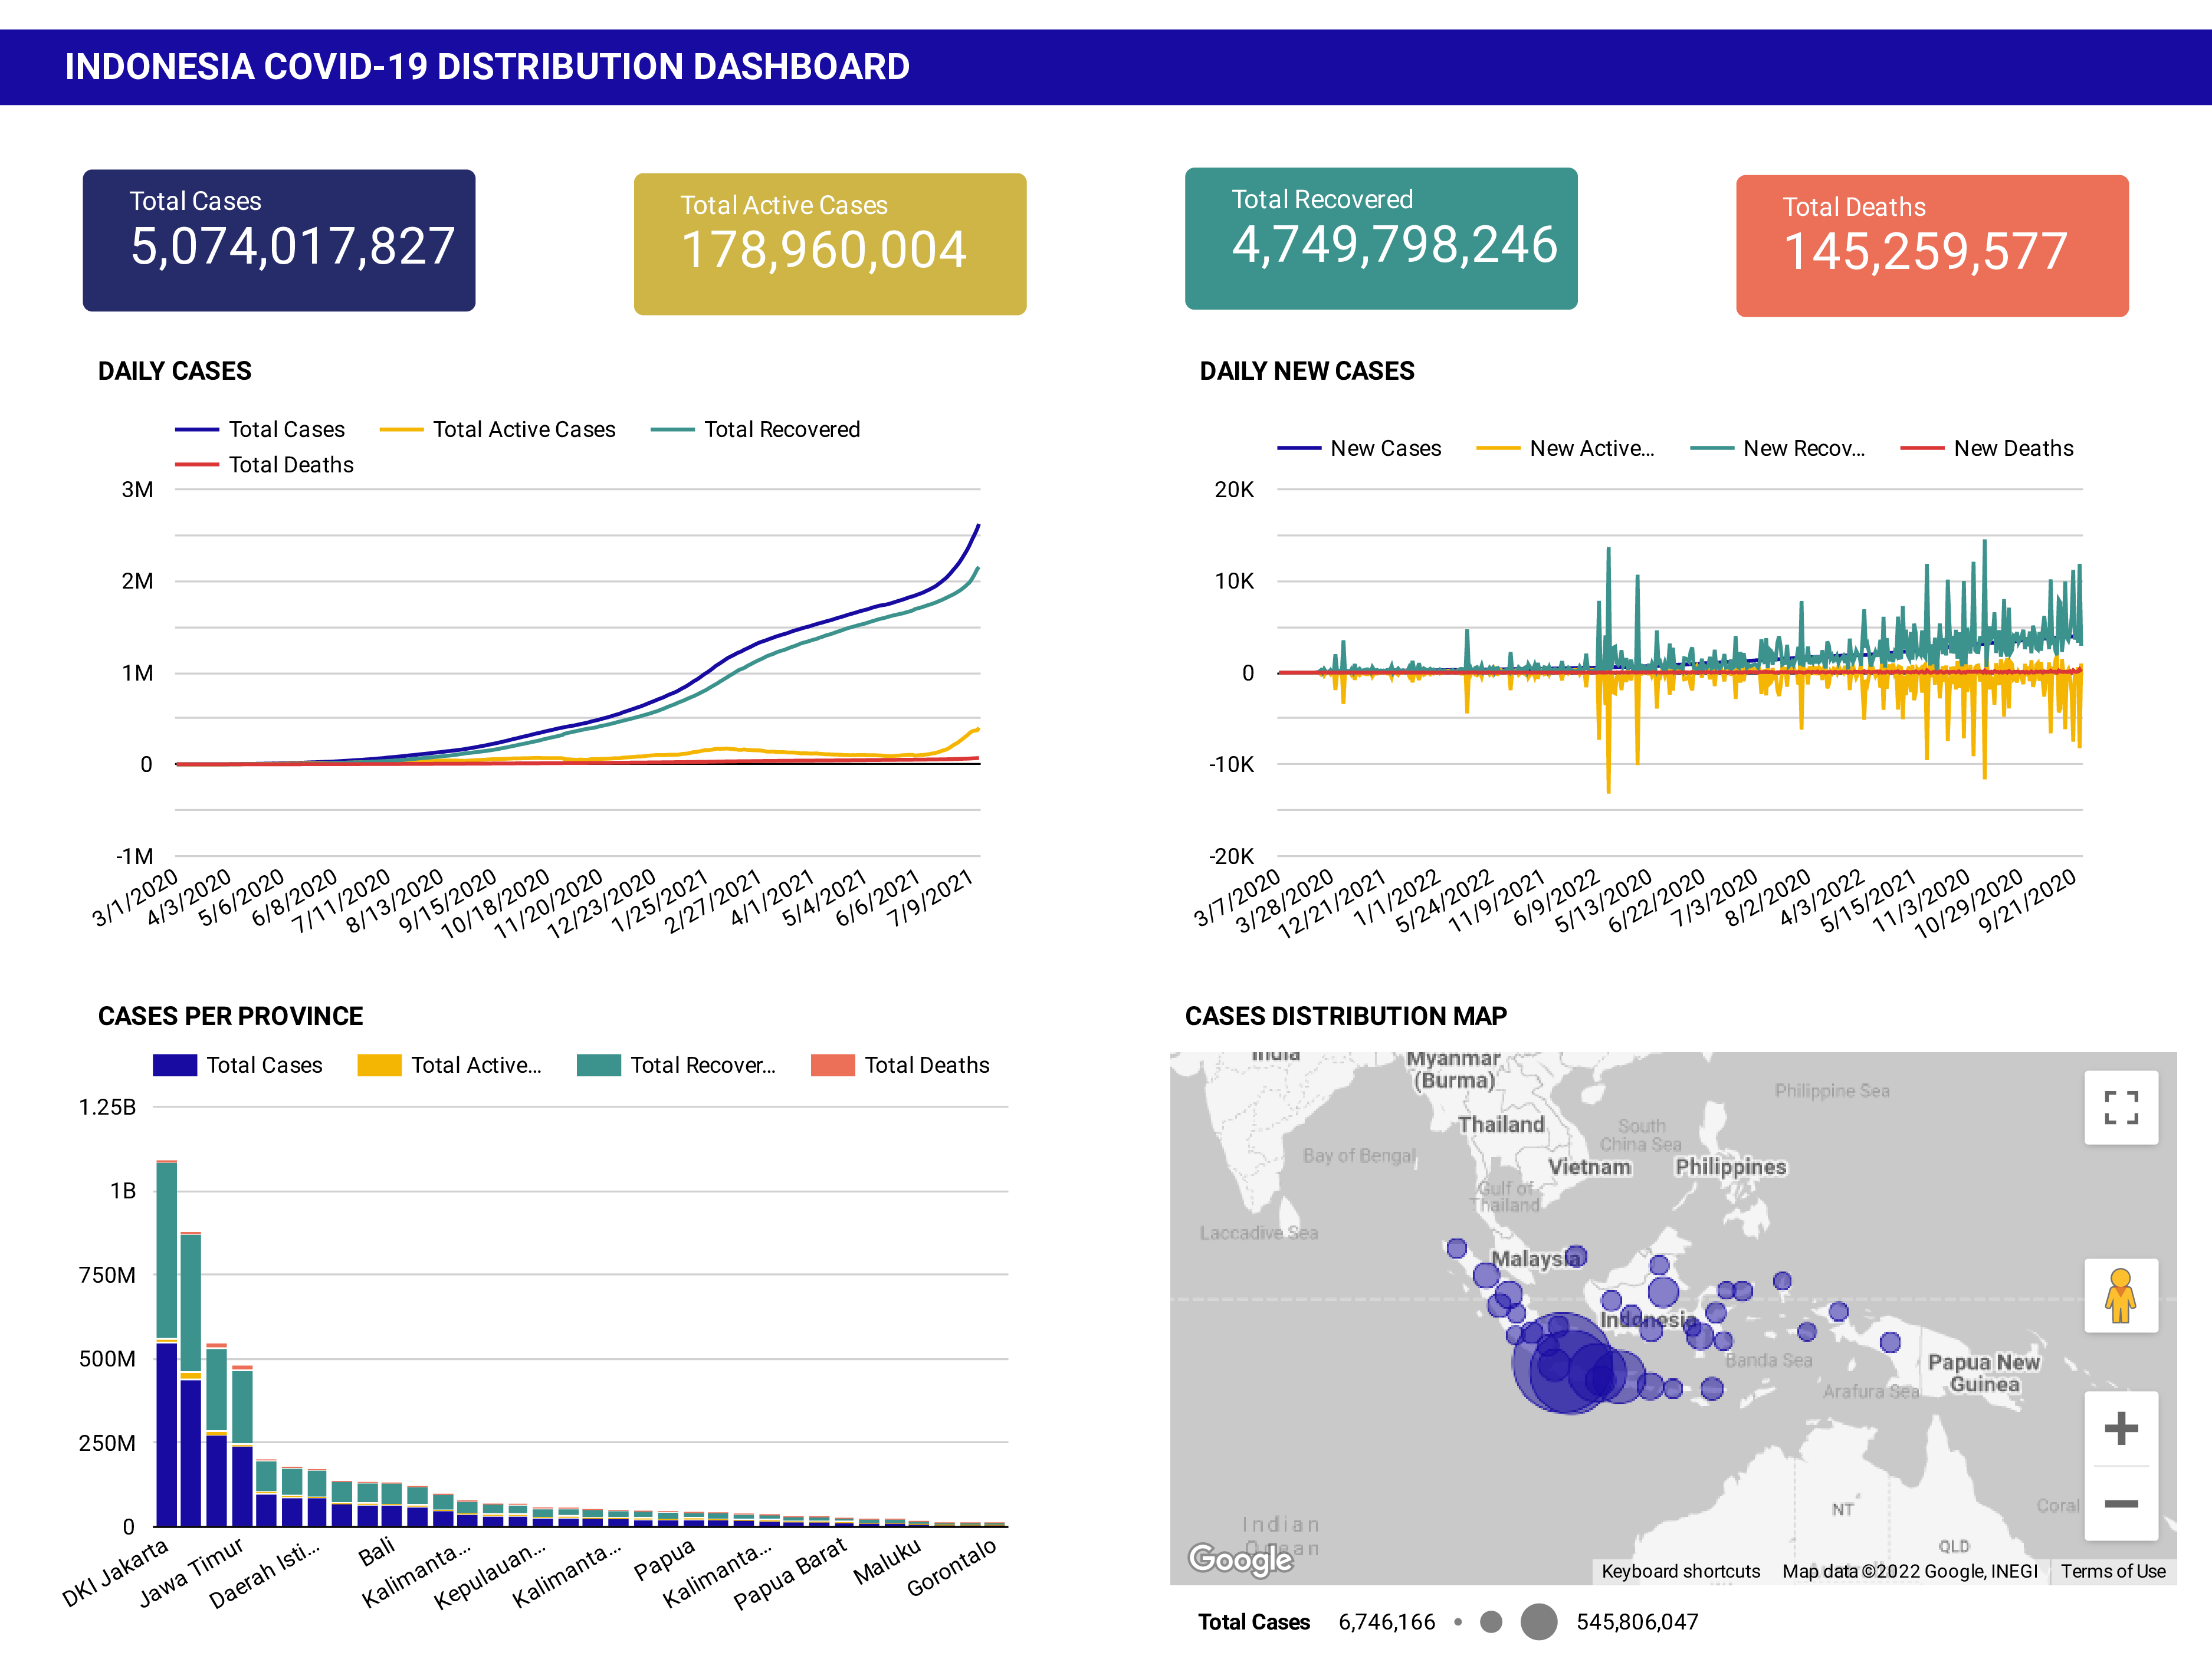 INDONESIA COVID-19 DISTRIBUTION DASHBOARD
Total Cases
5,074,017,827
Total Active Cases
178,960,004
Total Recovered
4,749,798,246
Total Deaths
145,259,577
DAILY CASES
Total Cases
Total Active Cases
Total Recovered
Total Deaths
3M
2M
1M
0
-1M
3/1/2020
4/3/2020
5/6/2020
6/8/2020
7/11/2020
8/13/2020
9/15/2020
10/18/2020
11/20/2020
12/23/2020
1/25/2021
2/27/2021
4/1/2021
5/4/2021
6/6/2021
7/9/2021
DAILY NEW CASES
New Cases
New Active...
New Recov...
New Deaths
20K
10K
0
-10K
-20K
3/7/2020
3/28/2020
12/21/2021
1/1/2022
5/24/2022
11/9/2021
6/9/2022
5/13/2020
6/22/2020
7/3/2020
8/2/2020
4/3/2022
5/15/2021
11/3/2020
10/29/2020
9/21/2020
CASES PER PROVINCE
Total Cases
Total Active...
Total Recover...
Total Deaths
1.25B
1B
750M
500M
250M
0
DKI Jakarta
Jawa Timur
Daerah Isti...
Bali
Kalimanta...
Kepulauan...
Kalimanta...
Papua
Kalimanta...
Papua Barat
Maluku
Gorontalo
CASES DISTRIBUTION MAP
India
Myanmar
(Burma)
Philippine Sea
Thailand
South
China Sea
Bay of Bengal
Vietnam
Philippines
Gulf of
Thailand
Laccadive Sea
Malaysia
Indonesia
Banda Sea
Papua New
Guinea
Arafura Sea
NT
Coral
Indian
Ocean
QLD
Google
Keyboard shortcuts
Map data ©2022 Google, INEGI
Terms of Use
Total Cases
6,746,166
545,806,047